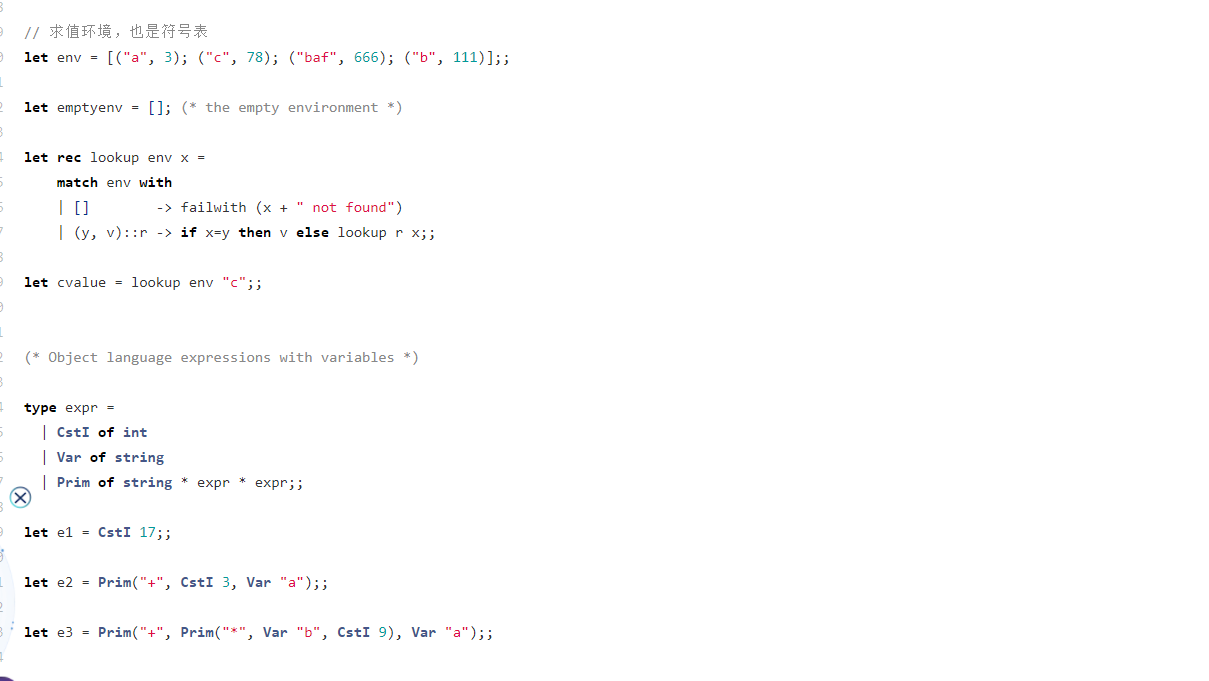 // 求值环境，也是符号表
let env = [("a", 3); ("c", 78); ("baf", 666); ("b", 111)];;
let emptyenv = []; (* the empty environment *)
let rec lookup env x =
    match env with
    | []        -> failwith (x + " not found")
    | (y, v)::r -> if x=y then v else lookup r x;;
let cvalue = lookup env "c";;
(* Object language expressions with variables *)
type expr =
  | CstI of int
  | Var of string
  | Prim of string * expr * expr;;
let e1 = CstI 17;;
let e2 = Prim("+", CstI 3, Var "a");;
let e3 = Prim("+", Prim("*", Var "b", CstI 9), Var "a");;